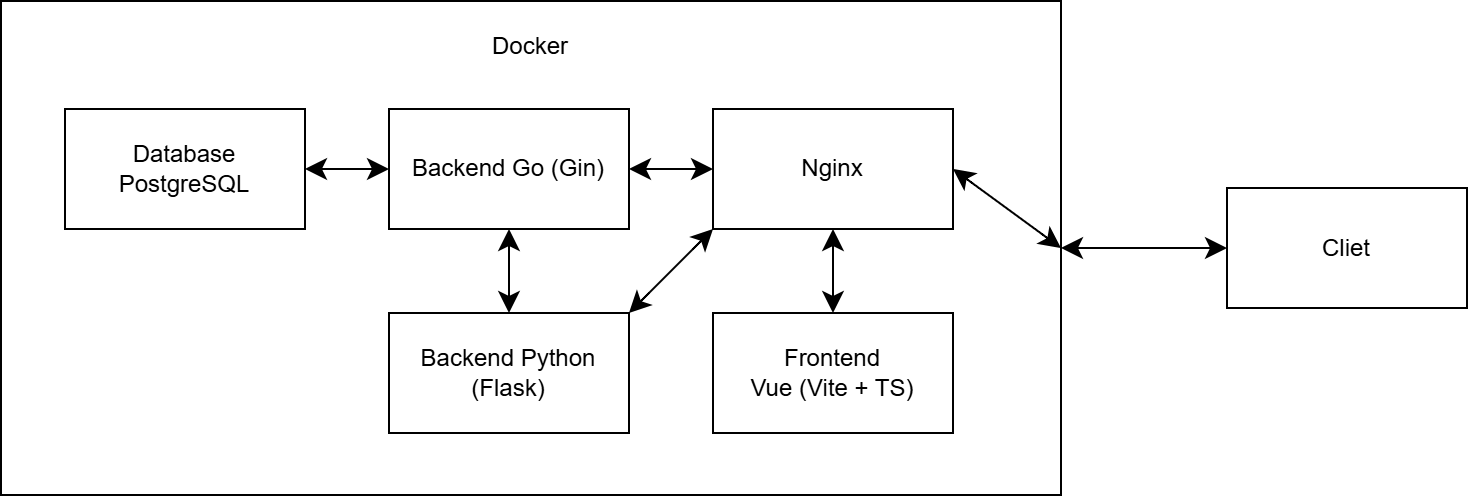 Docker
Database
PostgreSQL
Backend Go (Gin)
Nginx
Cliet
Backend Python
(Flask)
Frontend
Vue (Vite + TS)